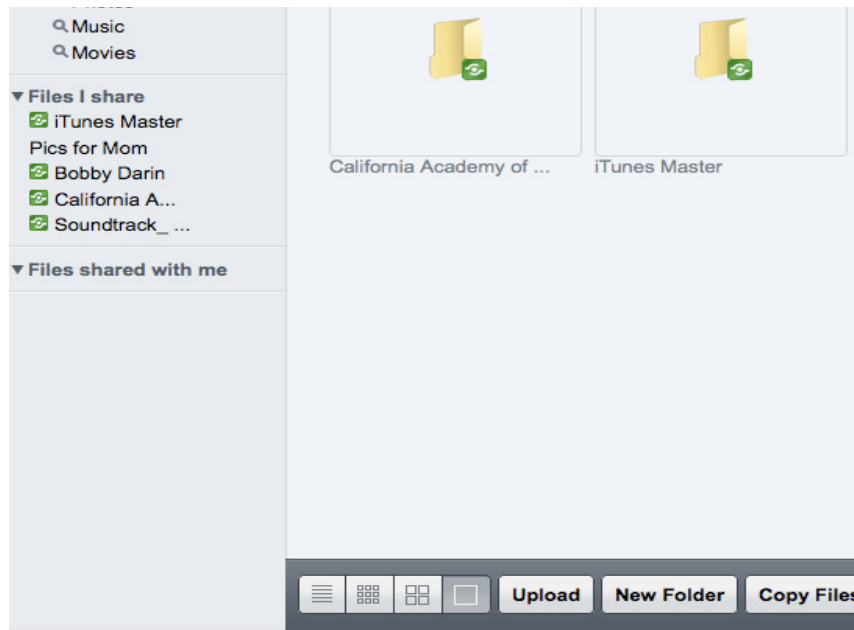 Music
Movies
Files I share
iTunes Master
Pics for Mom
Bobby Darin
California A...
Soundtrack_ ...
Files shared with me
California Academy of ...
iTunes Master
Upload
New Folder
Copy Files